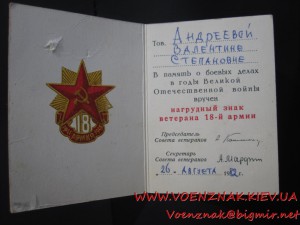 18 А
Тов. Андреевой
Валентине
Степановне
В память о боевых делах
в годы Великой
Отечественной войны
вручен
нагрудный знак
ветерана 18-й армии
Председатель
Совета ветеранов
Секретарь
Совета ветеранов
26 августа
WWW.VOENZNAK.KIEV.UA
Voenznak@bigmir.net